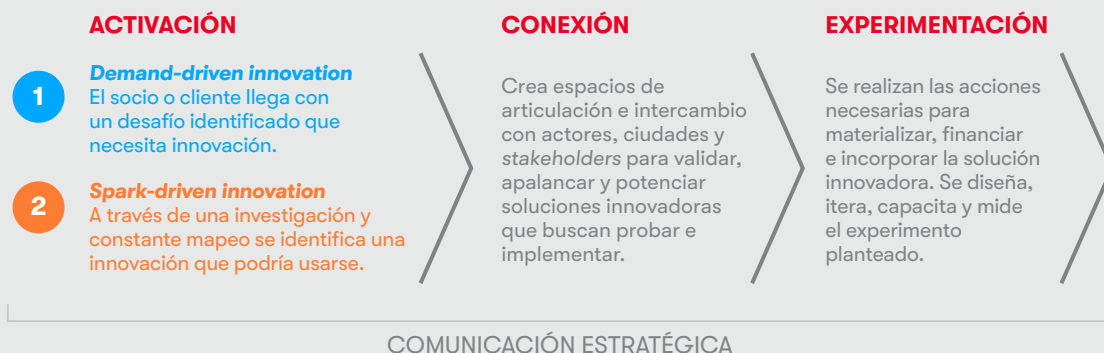 ACTIVACIÓN
1
Demand-driven innovation
El socio o cliente llega con
un desafío identificado que
necesita innovación.
2
Spark-driven innovation
A través de una investigación y
constante mapeo se identifica una
innovación que podría usarse.
CONEXIÓN
Crea espacios de
articulación e intercambio
con actores, ciudades y
stakeholders para validar,
apalancar y potenciar
soluciones innovadoras
que buscan probar e
implementar.
EXPERIMENTACIÓN
Se realizan las acciones
necesarias para
materializar, financiar
e incorporar la solución
innovadora. Se diseña,
itera, capacita y mide
el experimento
planteado.
COMUNICACIÓN ESTRATÉGICA